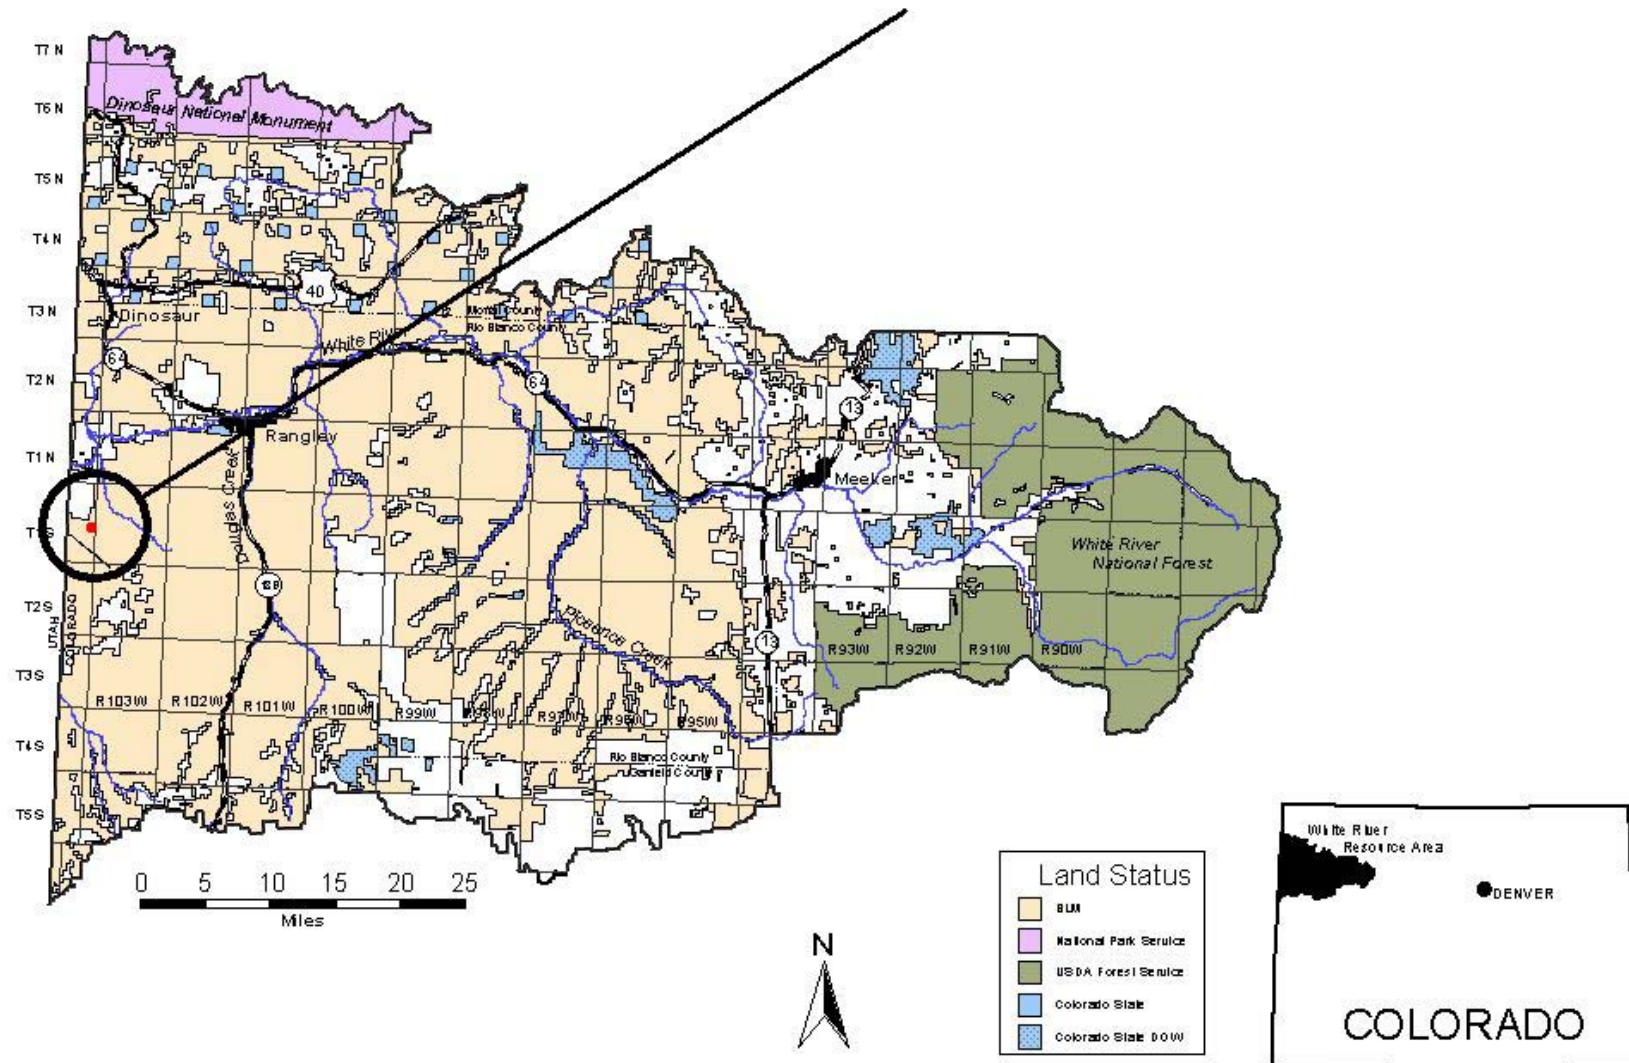 T7 N
T6 N
Dinosaur National Monument
T5 N
T4 N
40
T3 N
Dinosaur
Moffat County
Rio Blanco County
White River
64
T2 N
64
13
Rangley
T1 N
Meeker
Douglas Creek
White River
National Forest
139
T2S
UTAH
COLORADO
Piceance Creek
13
R93W
R92W
R91W
R90W
T3S
R103W
R102W
R101W
R100W
R99W
R98W
R97W
R96W
R95W
T4S
Rio Blanco County
Garfield County
T5S
0 5 10 15 20 25
Miles
N
Land Status
BLM
National Park Service
USDA Forest Service
Colorado State
Colorado State DOW
White River
Resource Area
DENVER
COLORADO